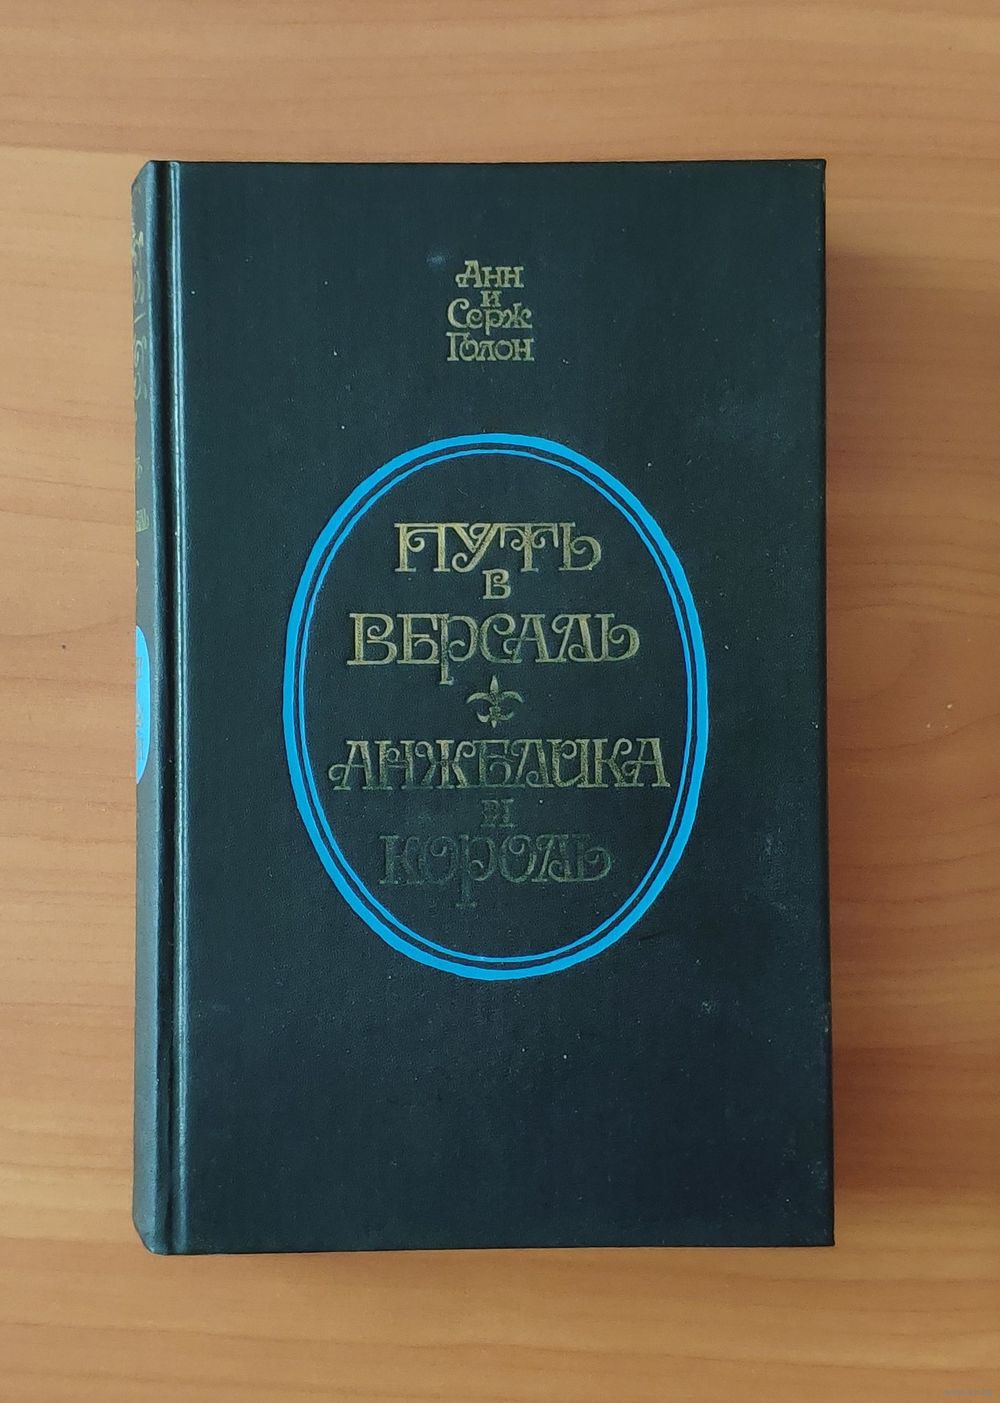 Анн
и
Серж
Голон
Путь
в
Версаль
Анжелика
и
король